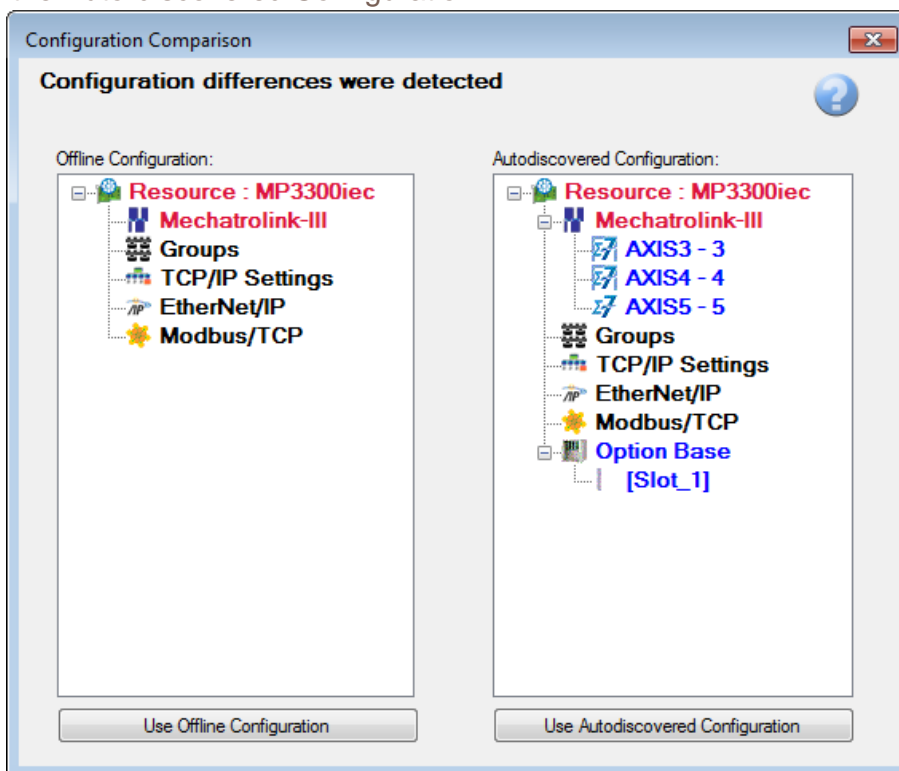 Configuration Comparison
Configuration differences were detected
Offline Configuration:
Resource : MP3300iec
Mechatrolink-III
Groups
TCP/IP Settings
EtherNet/IP
Modbus/TCP
Use Offline Configuration
Autodiscovered Configuration:
Resource : MP3300iec
Mechatrolink-III
AXIS3 - 3
AXIS4 - 4
AXIS5 - 5
Groups
TCP/IP Settings
EtherNet/IP
Modbus/TCP
Option Base
[Slot_1]
Use Autodiscovered Configuration